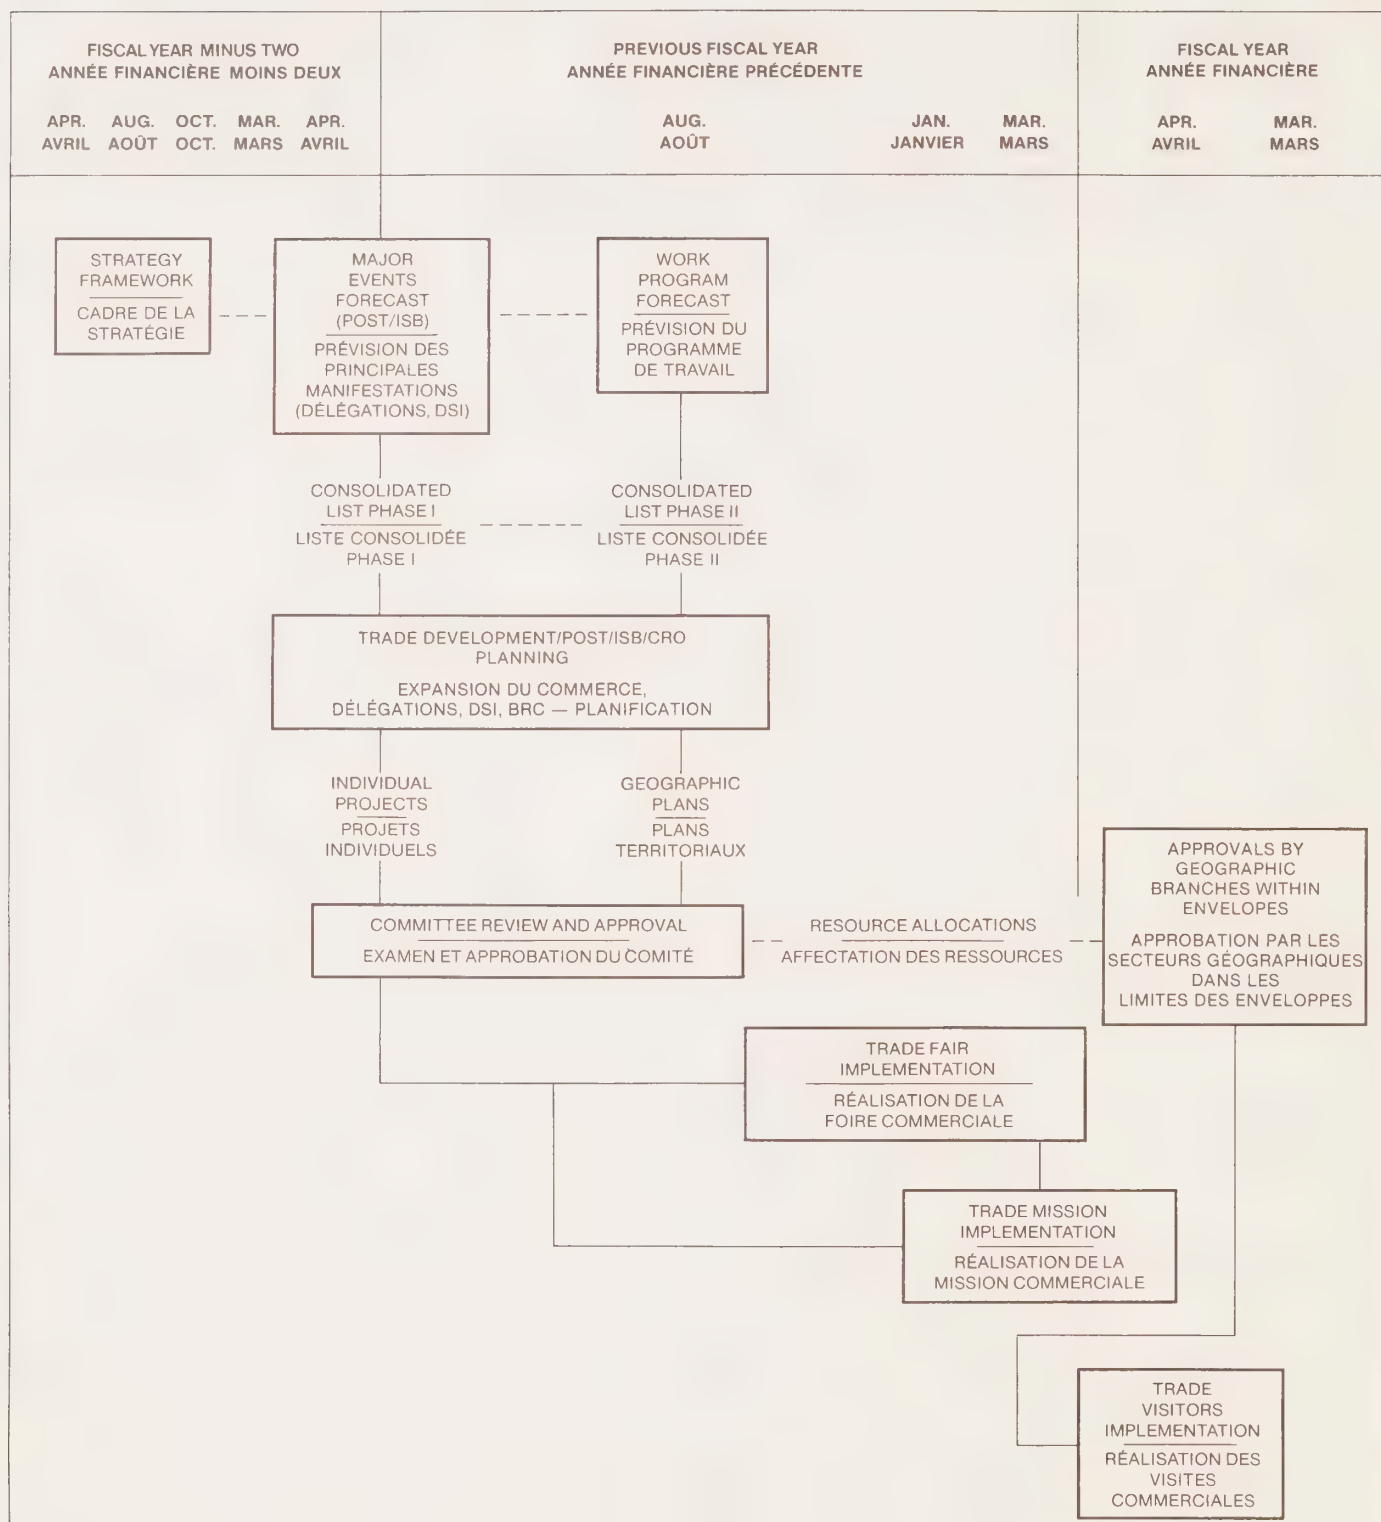 FISCAL YEAR MINUS TWO
ANNÉE FINANCIÈRE MOINS DEUX
PREVIOUS FISCAL YEAR
ANNÉE FINANCIÈRE PRÉCÉDENTE
FISCAL YEAR
ANNÉE FINANCIÈRE
APR. AUG. OCT. MAR. APR.
AVRIL AOÛT OCT. MARS AVRIL
AUG.
AOÛT
JAN. MAR.
JANVIER MARS
APR. MAR.
AVRIL MARS
STRATEGY
FRAMEWORK
CADRE DE LA
STRATÉGIE
MAJOR
EVENTS
FORECAST
(POST/ISB)
PRÉVISION DES
PRINCIPALES
MANIFESTATIONS
(DÉLÉGATIONS, DSI)
WORK
PROGRAM
FORECAST
PRÉVISION DU
PROGRAMME
DE TRAVAIL
CONSOLIDATED
LIST PHASE I
LISTE CONSOLIDÉE
PHASE I
CONSOLIDATED
LIST PHASE II
LISTE CONSOLIDÉE
PHASE II
TRADE DEVELOPMENT/POST/ISB/CRO
PLANNING
EXPANSION DU COMMERCE,
DÉLÉGATIONS, DSI, BRC — PLANIFICATION
INDIVIDUAL
PROJECTS
PROJETS
INDIVIDUELS
GEOGRAPHIC
PLANS
PLANS
TERRITORIAUX
COMMITTEE REVIEW AND APPROVAL
EXAMEN ET APPROBATION DU COMITÉ
RESOURCE ALLOCATIONS
AFFECTATION DES RESSOURCES
APPROVALS BY
GEOGRAPHIC
BRANCHES WITHIN
ENVELOPES
APPROBATION PAR LES
SECTEURS GÉOGRAPHIQUES
DANS LES
LIMITES DES ENVELOPPES
TRADE FAIR
IMPLEMENTATION
RÉALISATION DE LA
FOIRE COMMERCIALE
TRADE MISSION
IMPLEMENTATION
RÉALISATION DE LA
MISSION COMMERCIALE
TRADE
VISITORS
IMPLEMENTATION
RÉALISATION DES
VISITES
COMMERCIALES